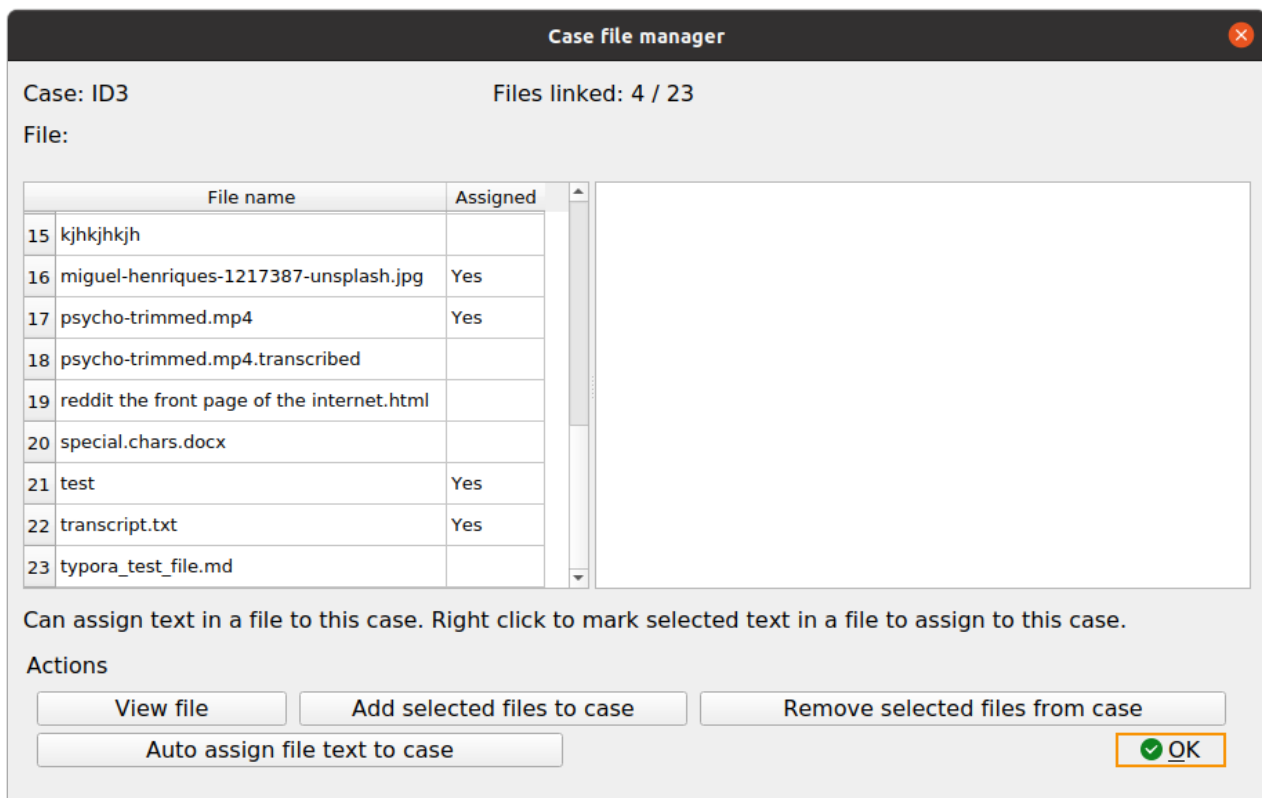 Case file manager
Case: ID3 Files linked: 4 / 23
File:
File name Assigned
15 kjhkjhkjh
16 miguel-henriques-1217387-unsplash.jpg Yes
17 psycho-trimmed.mp4 Yes
18 psycho-trimmed.mp4.transcribed
19 reddit the front page of the internet.html
20 special.chars.docx
21 test Yes
22 transcript.txt Yes
23 typora_test_file.md
Can assign text in a file to this case. Right click to mark selected text in a file to assign to this case.
Actions
View file Add selected files to case Remove selected files from case
Auto assign file text to case OK